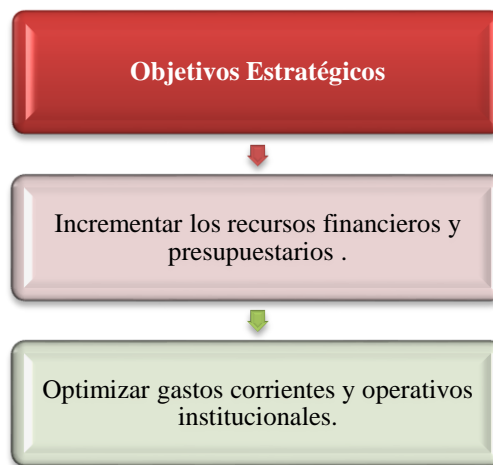 Objetivos Estratégicos
Incrementar los recursos financieros y
presupuestarios .
Optimizar gastos corrientes y operativos
institucionales.